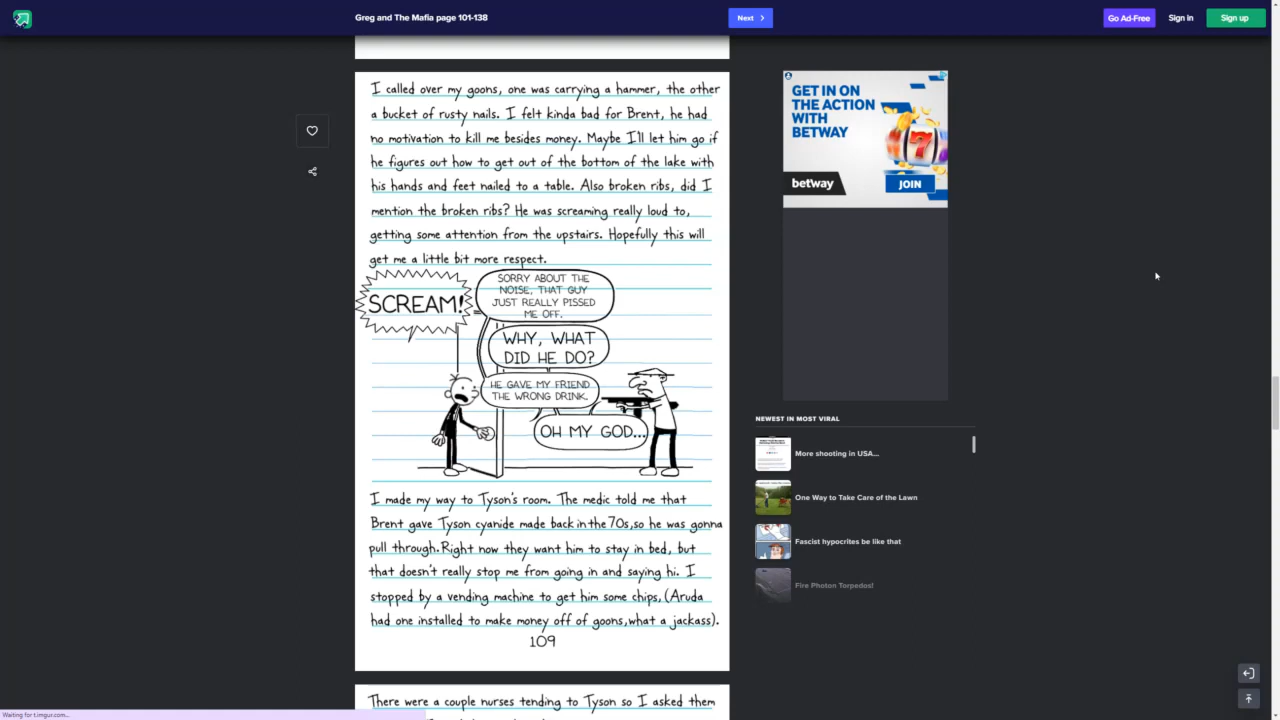 Greg and The Mafia page 101-138
Next
Go Ad-Free
Sign in
Sign up
I called over my goons, one was carrying a hammer, the other
a bucket of rusty nails. I felt kinda bad for Brent, he had
no motivation to kill me besides money. Maybe I'll let him go if
he figures out how to get out of the bottom of the lake with
his hands and feet nailed to a table. Also broken ribs, did I
mention the broken ribs? He was screaming really loud to,
getting some attention from the upstairs. Hopefully this will
get me a little bit more respect.
SCREAM!
SORRY ABOUT THE
NOISE, THAT GUY
JUST REALLY PISSED
ME OFF.
WHY, WHAT
DID HE DO?
HE GAVE MY FRIEND
THE WRONG DRINK.
OH MY GOD...
I made my way to Tyson's room. The medic told me that
Brent gave Tyson cyanide made back in the 70s, so he was gonna
pull through. Right now they want him to stay in bed, but
that doesn't really stop me from going in and saying hi. I
stopped by a vending machine to get him some chips, (Aruda
had one installed to make money off of goons, what a jackass).
109
There were a couple nurses tending to Tyson so I asked them
GET IN ON
THE ACTION
WITH
BETWAY
7
betway
JOIN
NEWEST IN MOST VIRAL
More shooting in USA...
One Way to Take Care of the Lawn
Fascist hypocrites be like that
Fire Photon Torpedos!
Waiting for t.imgur.com...